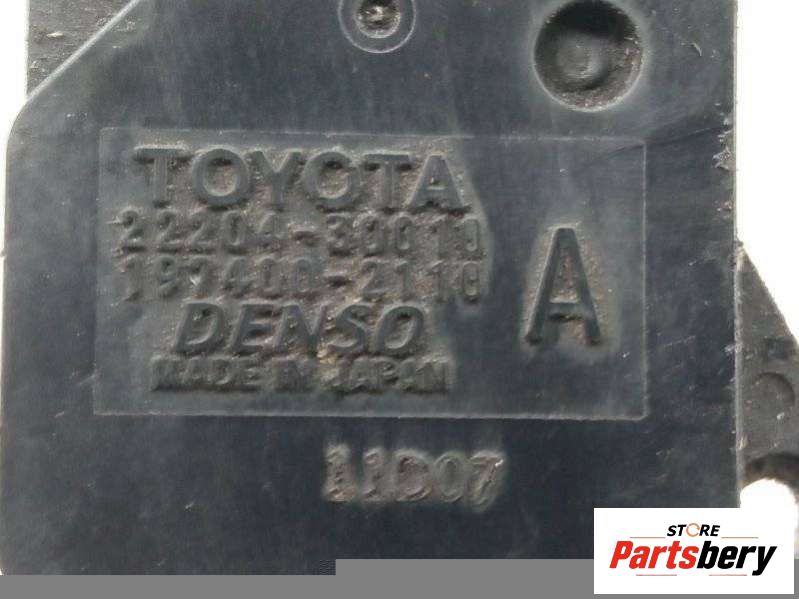 TOYOTA
22204-30010
197400-2110
DENSO
MADE IN JAPAN
A
11D07
STORE
Partsbery